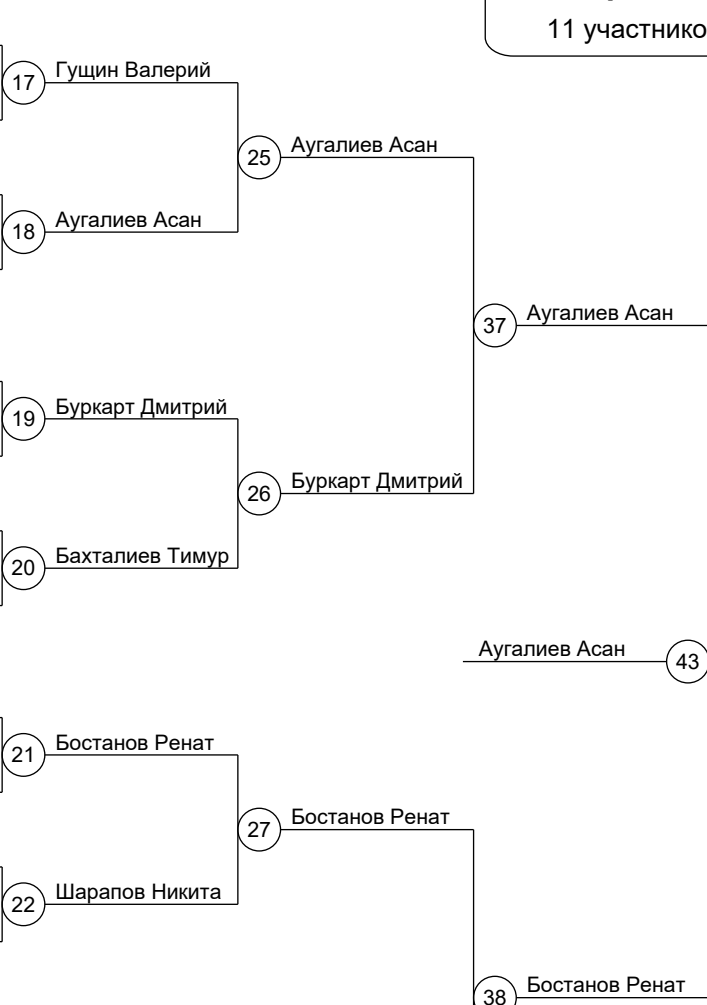 11 участнико
17 Гущин Валерий
25 Аугалиев Асан
18 Аугалиев Асан
37 Аугалиев Асан
19 Буркарт Дмитрий
26 Буркарт Дмитрий
20 Бахталиев Тимур
Аугалиев Асан 43
21 Бостанов Ренат
27 Бостанов Ренат
22 Шарапов Никита
38 Бостанов Ренат